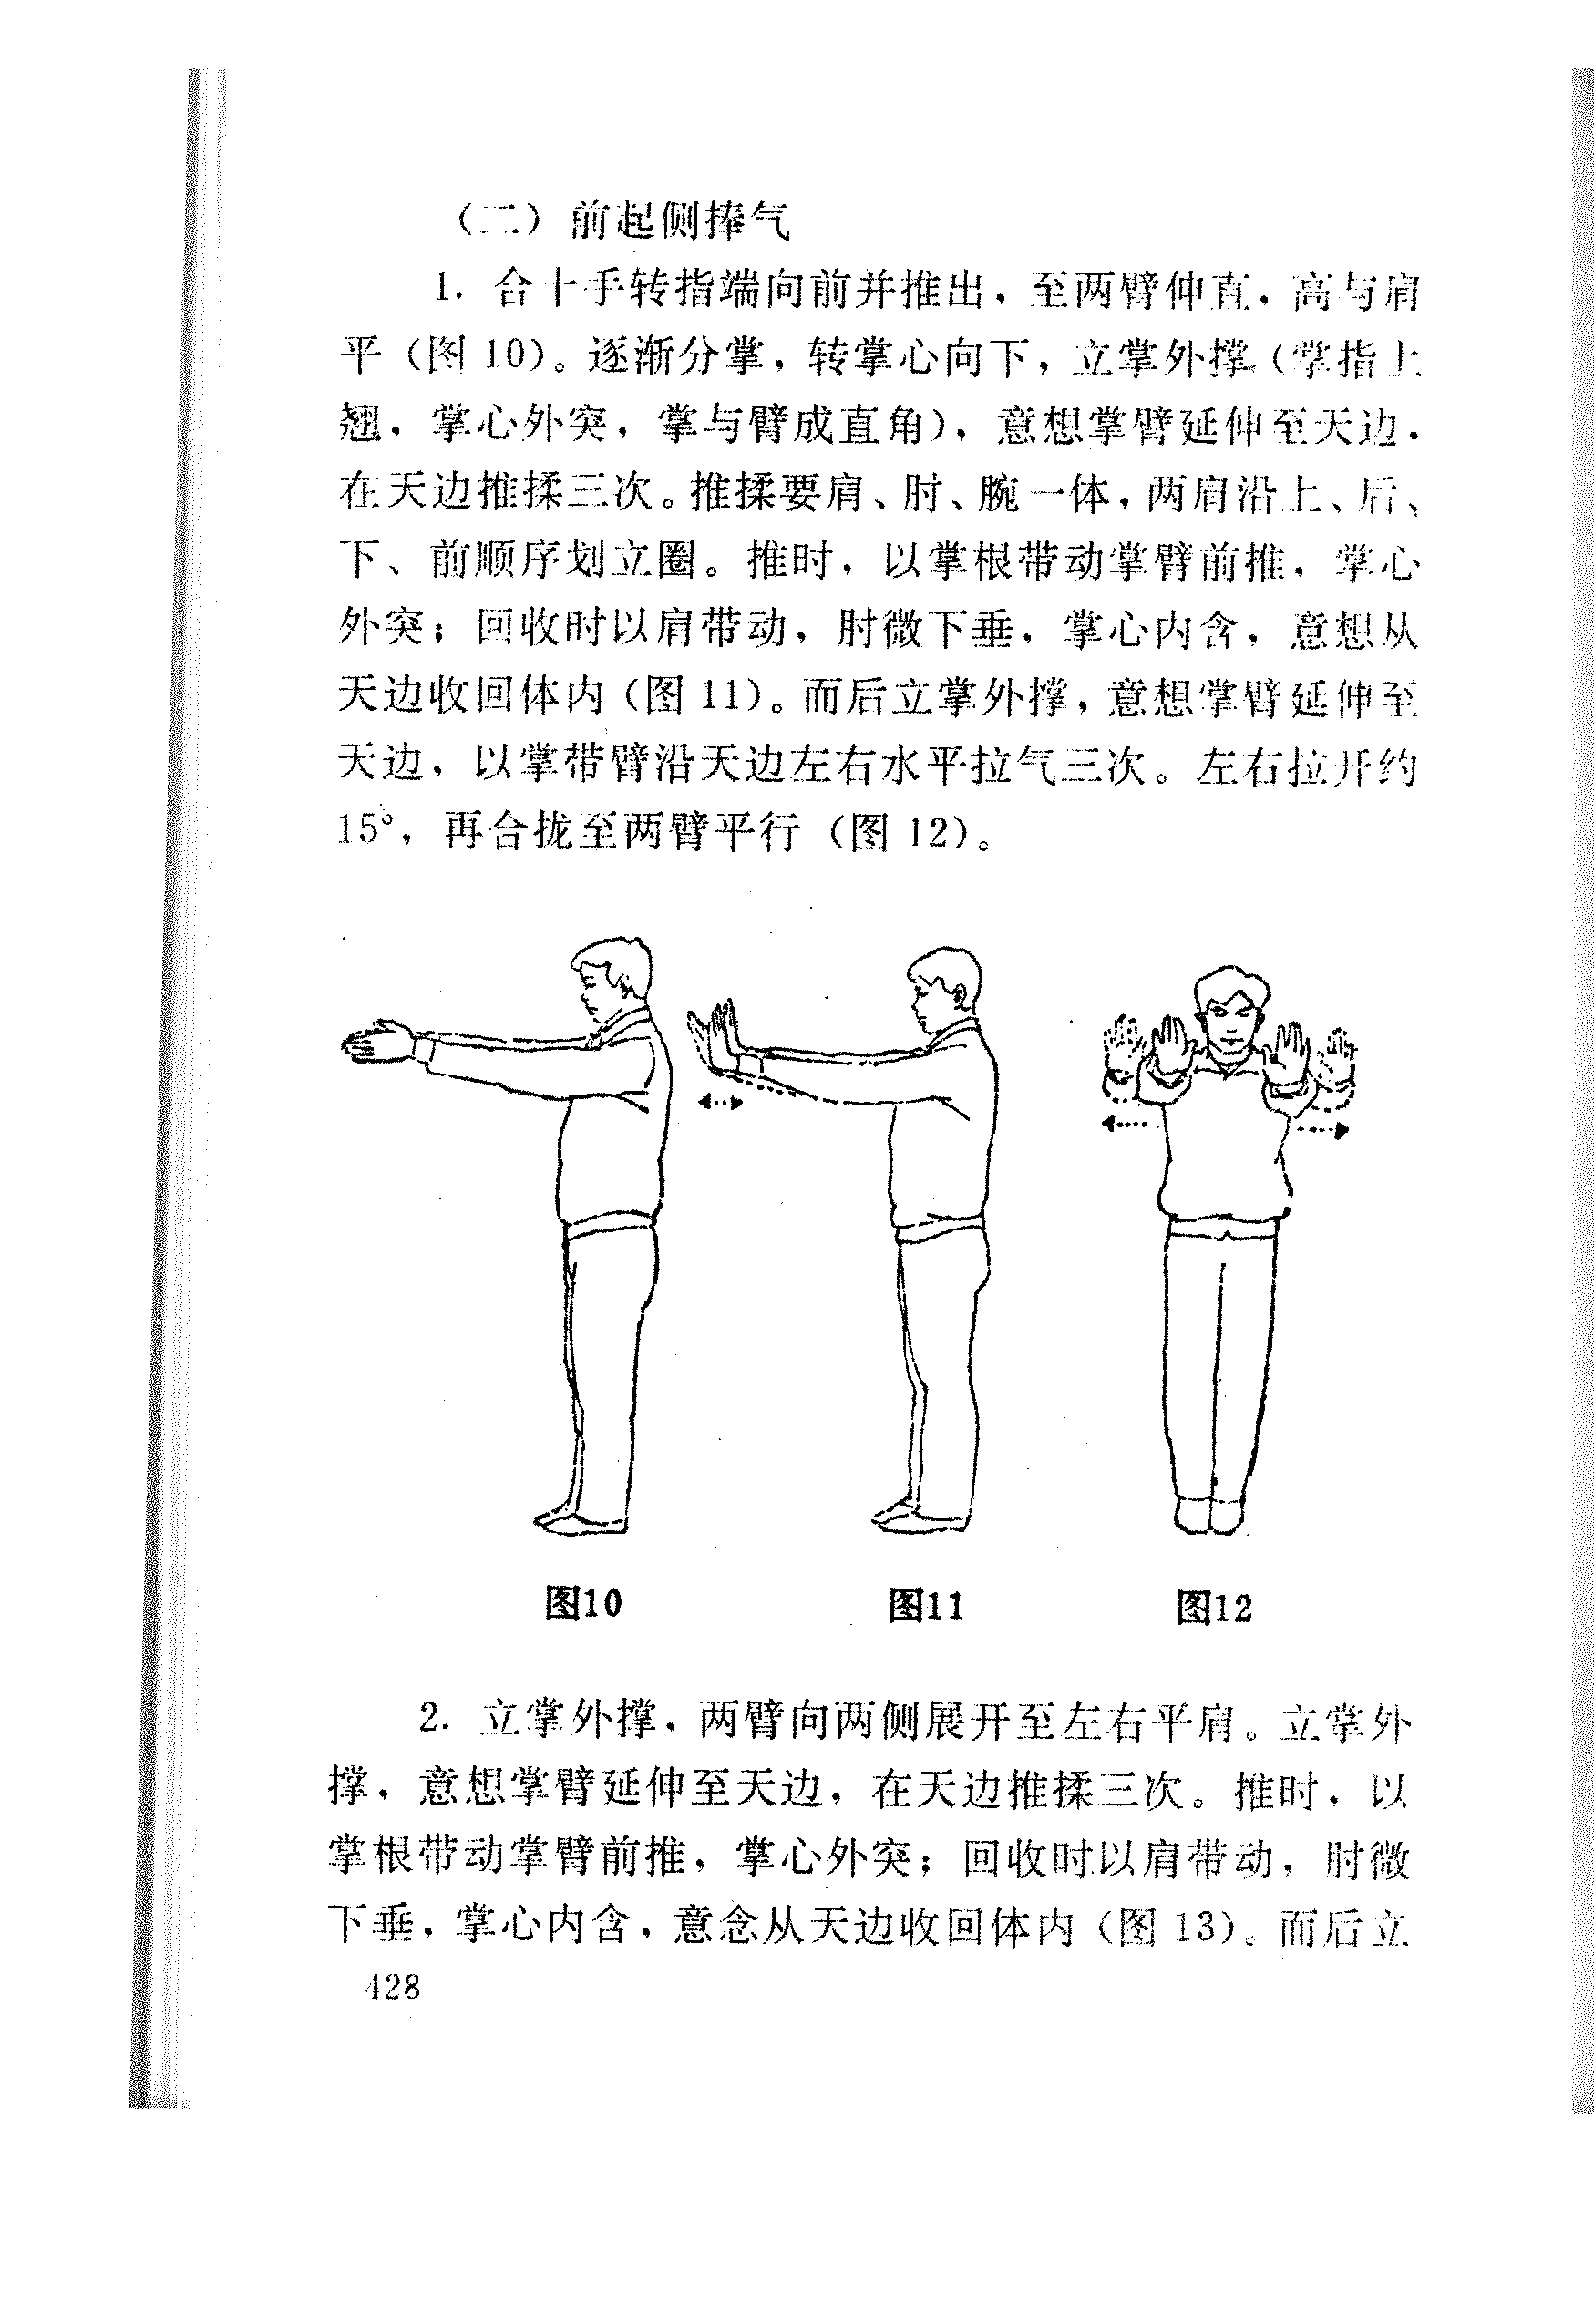 （二）前起侧捧气
1. 合十手转指端向前并推出，至两臂伸直，高与肩
平（图 10）。逐渐分掌，转掌心向下，立掌外撑（掌指上
翘，掌心外突，掌与臂成直角），意想掌臂延伸至天边，
在天边推揉三次。推揉要肩、肘、腕一体，两肩沿上、后、
下、前顺序划立圈。推时，以掌根带动掌臂前推，掌心
外突；回收时以肩带动，肘微下垂，掌心内含，意想从
天边收回体内（图 11）。而后立掌外撑，意想掌臂延伸至
天边，以掌带臂沿天边左右水平拉气三次。左右拉开约
15°，再合拢至两臂平行（图 12）。
图10
图11
图12
2. 立掌外撑，两臂向两侧展开至左右平肩。立掌外
撑，意想掌臂延伸至天边，在天边推揉三次。推时，以
掌根带动掌臂前推，掌心外突；回收时以肩带动，肘微
下垂，掌心内含，意念从天边收回体内（图 13）。而后立
428